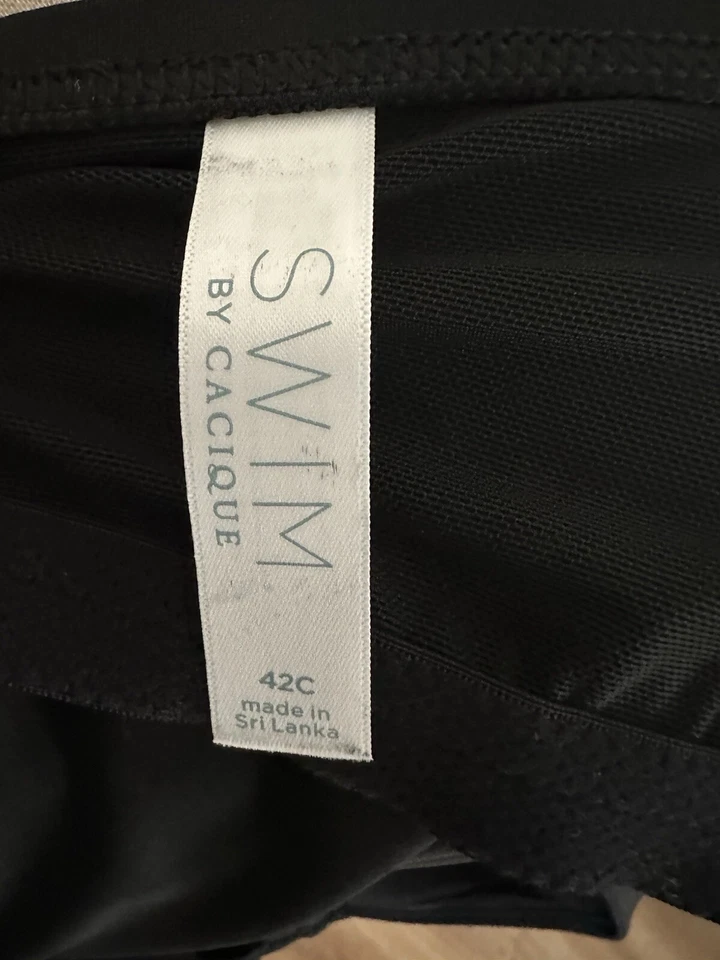 SWIM
BY CACIQUE
42C
made in
Sri Lanka